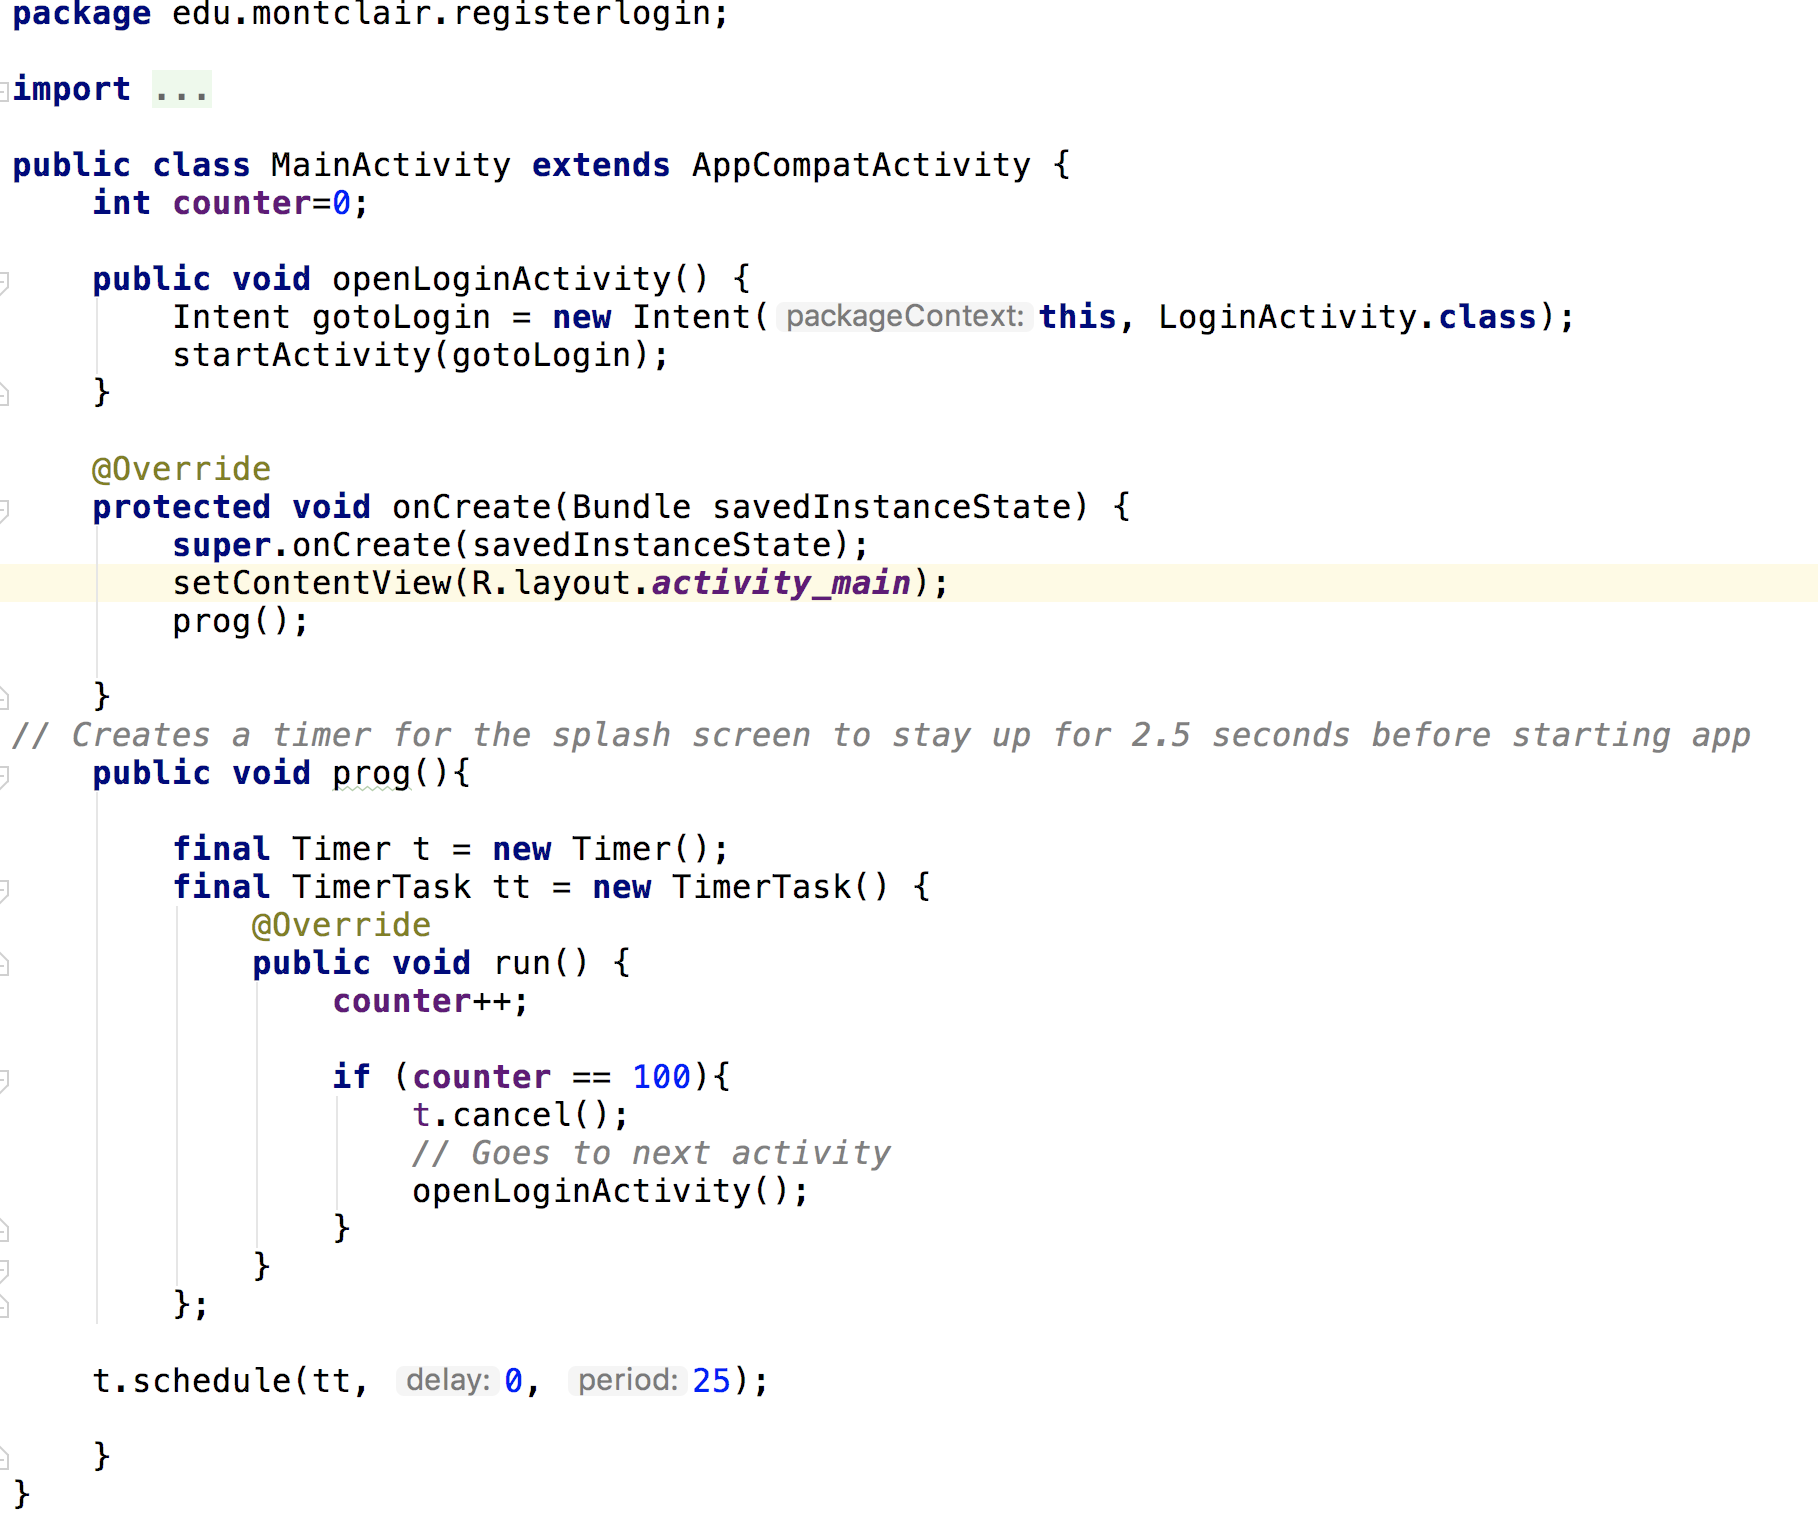 package edu.montclair.registerlogin;
import ...
public class MainActivity extends AppCompatActivity {
int counter=0;
public void openLoginActivity() {
Intent gotoLogin = new Intent( packageContext: this, LoginActivity.class);
startActivity(gotoLogin);
}
@Override
protected void onCreate(Bundle savedInstanceState) {
super.onCreate(savedInstanceState);
setContentView(R.layout.activity_main);
prog();
}
// Creates a timer for the splash screen to stay up for 2.5 seconds before starting app
public void prog(){
final Timer t = new Timer();
final TimerTask tt = new TimerTask() {
@Override
public void run() {
counter++;
if (counter == 100){
t.cancel();
// Goes to next activity
openLoginActivity();
}
}
};
t.schedule(tt, delay: 0, period: 25);
}
}